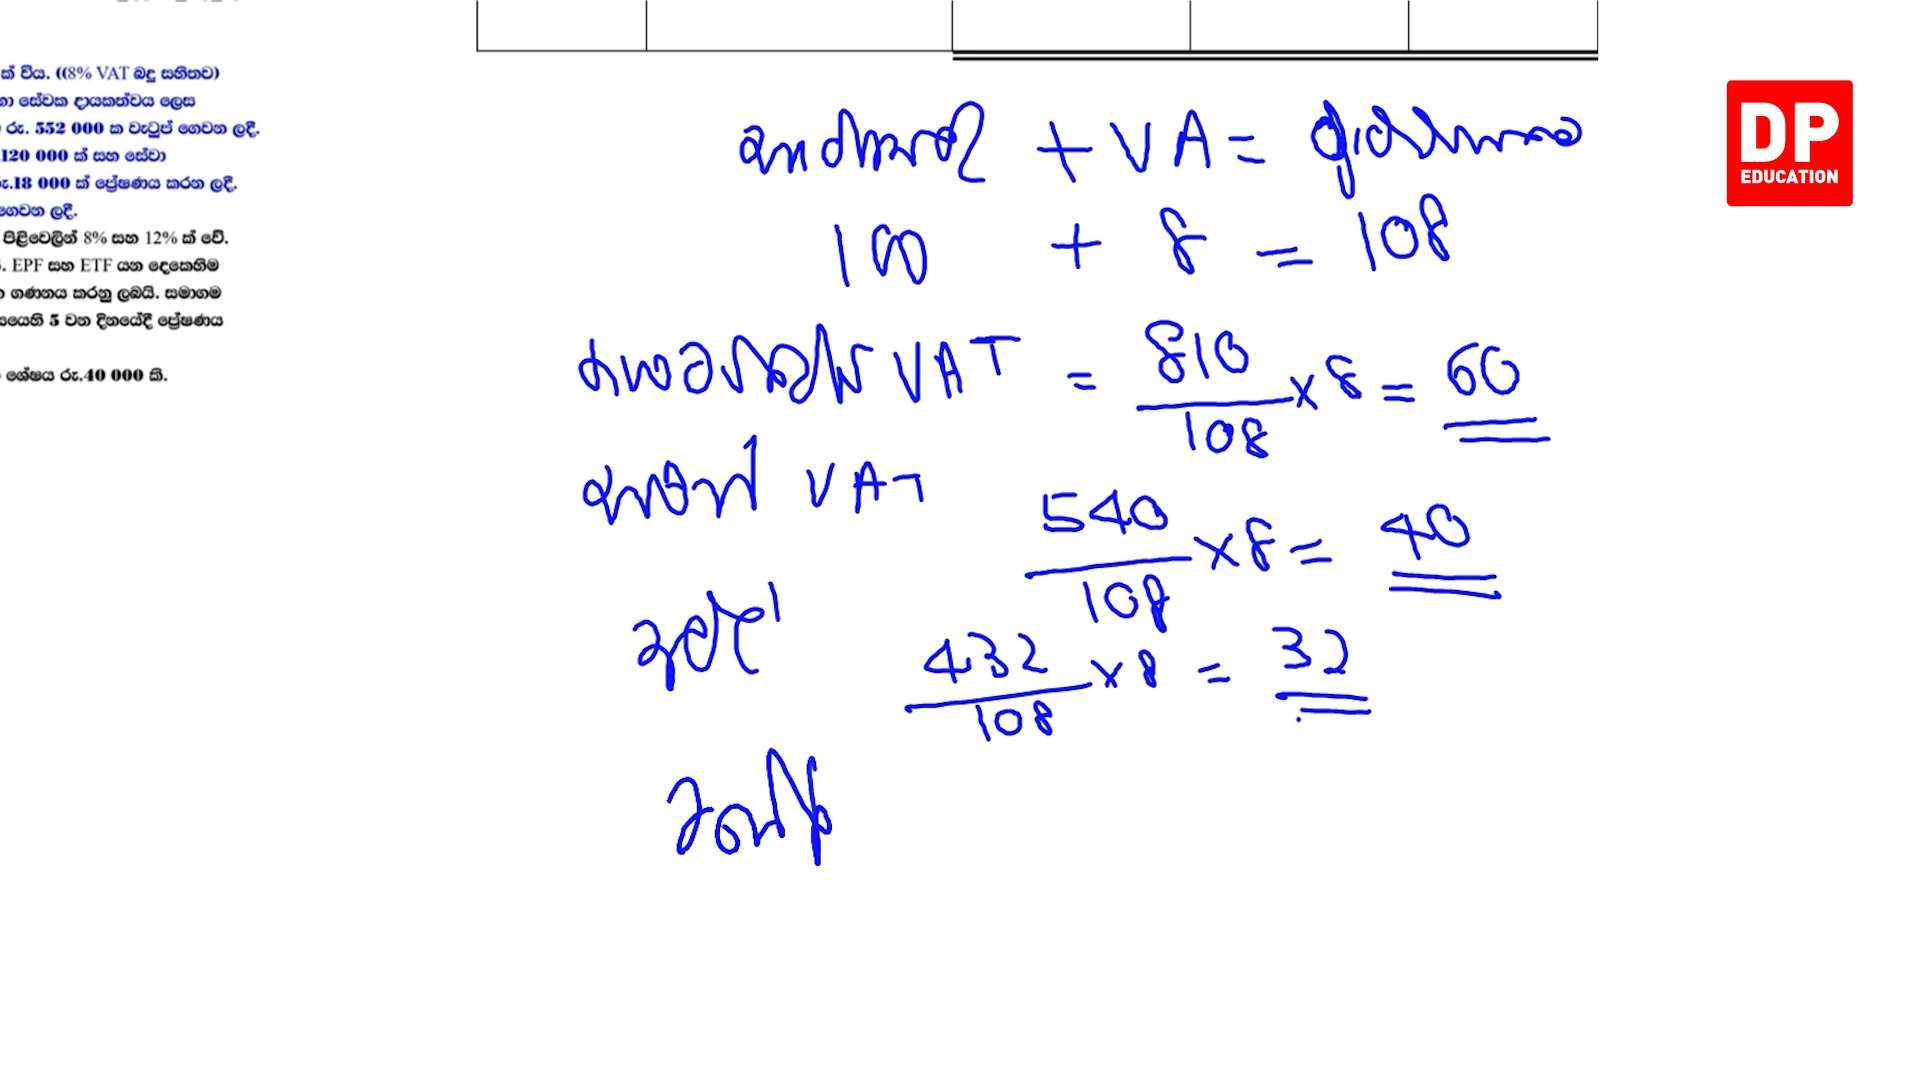 ක් විය. ((8% VAT බදු සහිතව)
සේවක දායකත්වය ලෙස
රු. 552 000 ක වැටුප් ගෙවන ලදී.
120 000 ක් සහ සේවා
රු.18 000 ක් ප්‍රේෂණය කරන ලදී.
ගෙවන ලදී.
පිළිවෙලින් 8% සහ 12% ක් වේ.
. EPF සහ ETF යන දෙකෙහිම
ගණනය කරනු ලබයි. සමාගම
5 වන දිනයේදී ප්‍රේෂණය
ශේෂය රු.40 000 කි.
+ VA =
100 + 8 = 108
VAT = 810/108 × 8 = 60
VAT
540/108 × 8 = 40
432/108 × 8 = 32
DP
EDUCATION